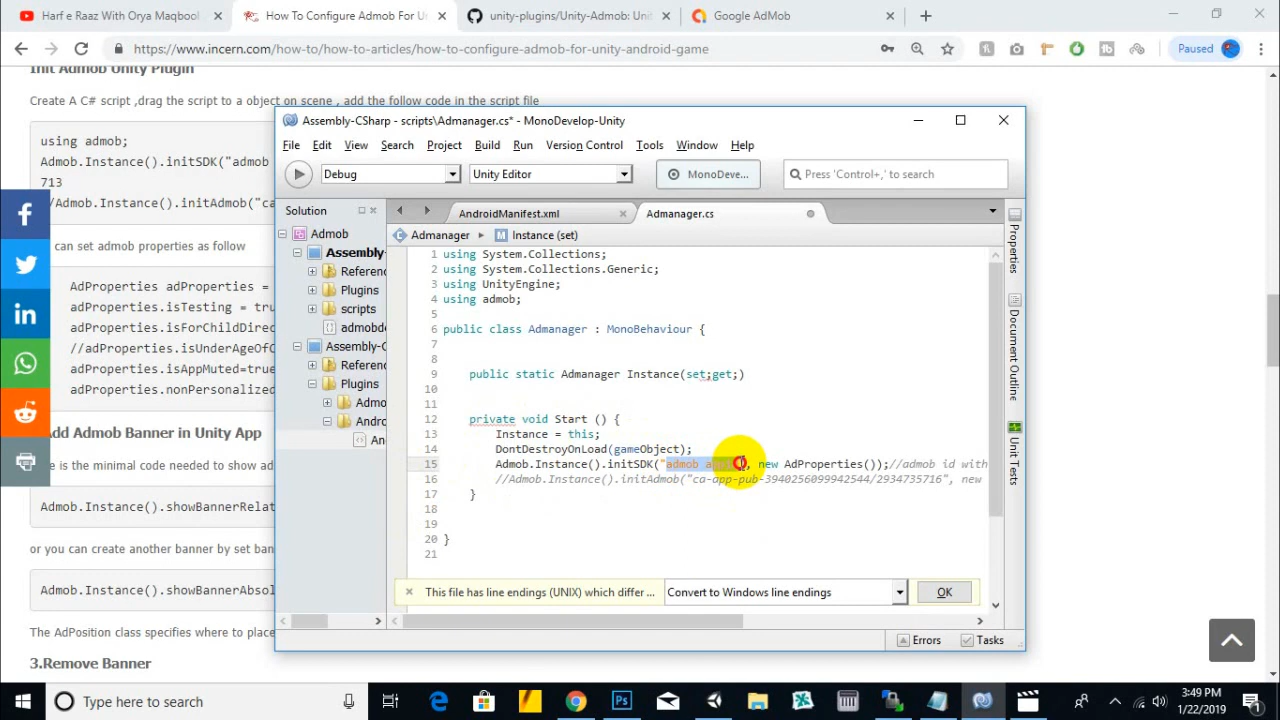 Harf e Raaz With Orya Maqbool
How To Configure Admob For U
unity-plugins/Unity-Admob: Unit
Google AdMob
https://www.incern.com/how-to/how-to-articles/how-to-configure-admob-for-unity-android-game
Paused
Init Admob Unity Plugin
Create A C# script ,drag the script to a object on scene , add the follow code in the script file
using admob;
Admob.Instance().initSDK("admob
713
/Admob.Instance().initAdmob("ca
can set admob properties as follow
AdProperties adProperties =
adProperties.isTesting = tru
adProperties.isForChildDirec
//adProperties.isUnderAgeOfC
adProperties.isAppMuted=true
adProperties.nonPersonalized
Add Admob Banner in Unity App
e is the minimal code needed to show ad
Admob.Instance().showBannerRelat
or you can create another banner by set ban
Admob.Instance().showBannerAbsol
The AdPosition class specifies where to place
3.Remove Banner
Assembly-CSharp - scripts\Admanager.cs* - MonoDevelop-Unity
File Edit View Search Project Build Run Version Control Tools Window Help
Debug
Unity Editor
MonoDeve...
Press 'Control+,' to search
Solution
Admob
Assembly-
Referenc
Plugins
scripts
admobde
Assembly-C
Referenc
Plugins
Admo
Andro
An
AndroidManifest.xml
Admanager.cs
Admanager
Instance (set)
1 using System.Collections;
2 using System.Collections.Generic;
3 using UnityEngine;
4 using admob;
5
6 public class Admanager : MonoBehaviour {
7
8
9 public static Admanager Instance(set;get;)
10
11
12 private void Start () {
13 Instance = this;
14 DontDestroyOnLoad(gameObject);
15 Admob.Instance().initSDK("admob , new AdProperties());//admob id with
16 //Admob.Instance().initAdmob("ca-app-pub-3940256099942544/2934735716", new
17 }
18
19
20 }
21
This file has line endings (UNIX) which differ ...
Convert to Windows line endings
OK
Properties
Document Outline
Unit Tests
Errors
Tasks
Type here to search
3:49 PM
1/22/2019